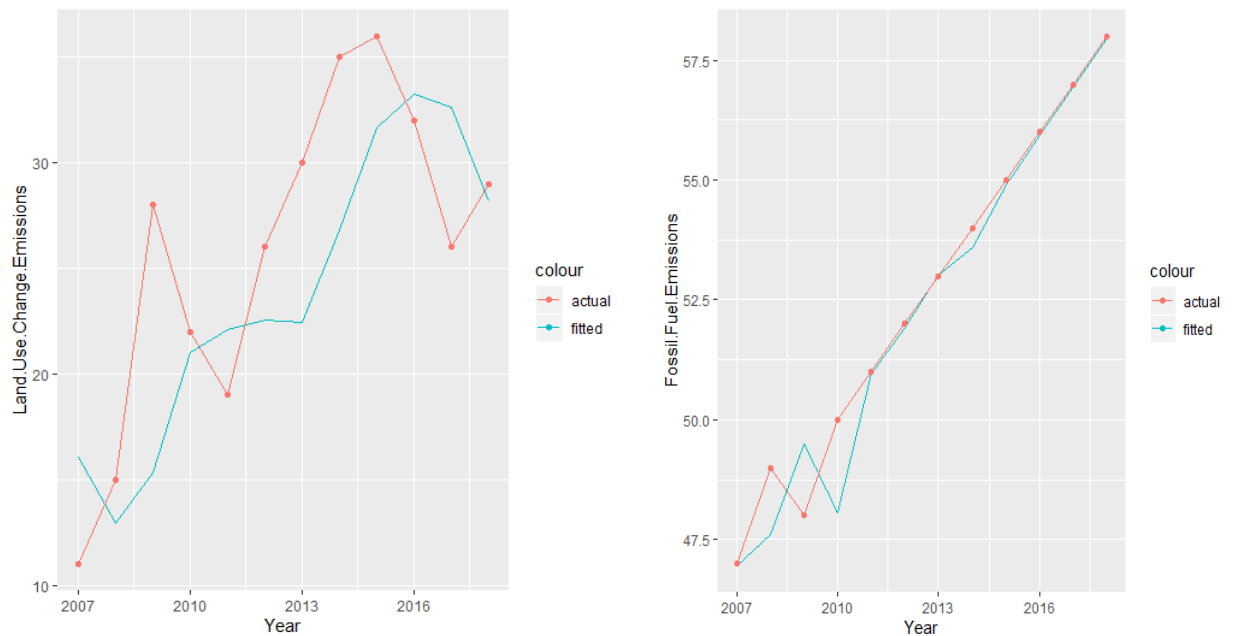 Land.Use.Change.Emissions
30
20
10
2007 2010 2013 2016
Year
colour
actual
fitted
Fossil.Fuel.Emissions
57.5
55.0
52.5
50.0
47.5
2007 2010 2013 2016
Year
colour
actual
fitted